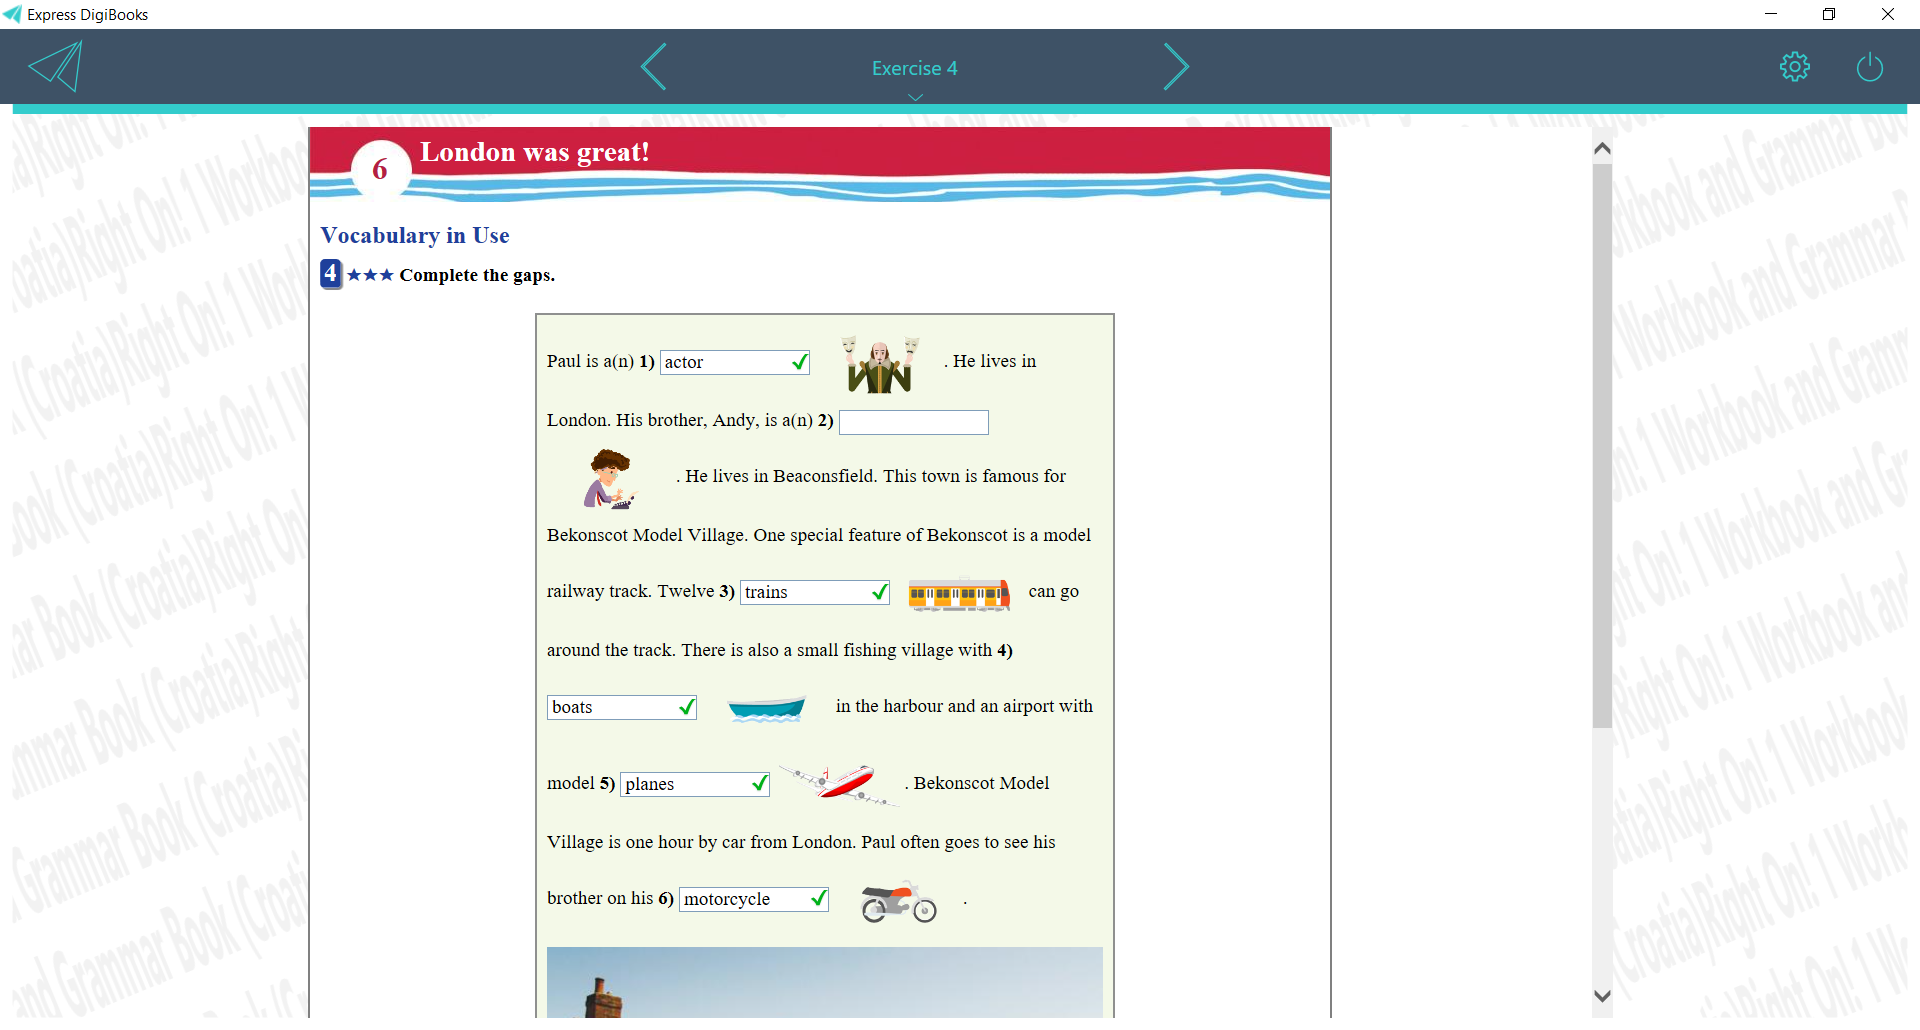 Express DigiBooks
Exercise 4
6
London was great!
Vocabulary in Use
4 ★★★ Complete the gaps.
Paul is a(n) 1) actor . He lives in
London. His brother, Andy, is a(n) 2)
. He lives in Beaconsfield. This town is famous for
Bekonscot Model Village. One special feature of Bekonscot is a model
railway track. Twelve 3) trains can go
around the track. There is also a small fishing village with 4)
boats in the harbour and an airport with
model 5) planes . Bekonscot Model
Village is one hour by car from London. Paul often goes to see his
brother on his 6) motorcycle .